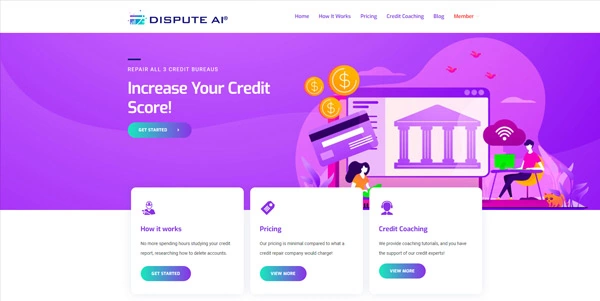 DISPUTE AI®
Home How It Works Pricing Credit Coaching Blog Member
REPAIR ALL 3 CREDIT BUREAUS
Increase Your Credit
Score!
GET STARTED
How it works
No more spending hours studying your credit
report, researching how to delete accounts.
GET STARTED
Pricing
Our pricing is minimal compared to what a
credit repair company would charge!
VIEW MORE
Credit Coaching
We provide coaching tutorials, and you have
the support of our credit experts!
VIEW MORE